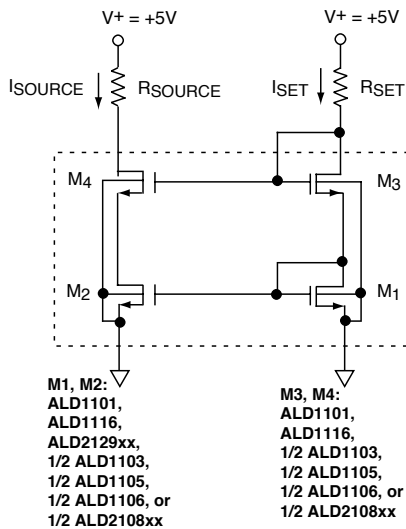 V+ = +5V
V+ = +5V
ISOURCE
RSOURCE
ISET
RSET
M4
M3
M2
M1
M1, M2:
ALD1101,
ALD1116,
ALD2129xx,
1/2 ALD1103,
1/2 ALD1105,
1/2 ALD1106, or
1/2 ALD2108xx
M3, M4:
ALD1101,
ALD1116,
1/2 ALD1103,
1/2 ALD1105,
1/2 ALD1106, or
1/2 ALD2108xx